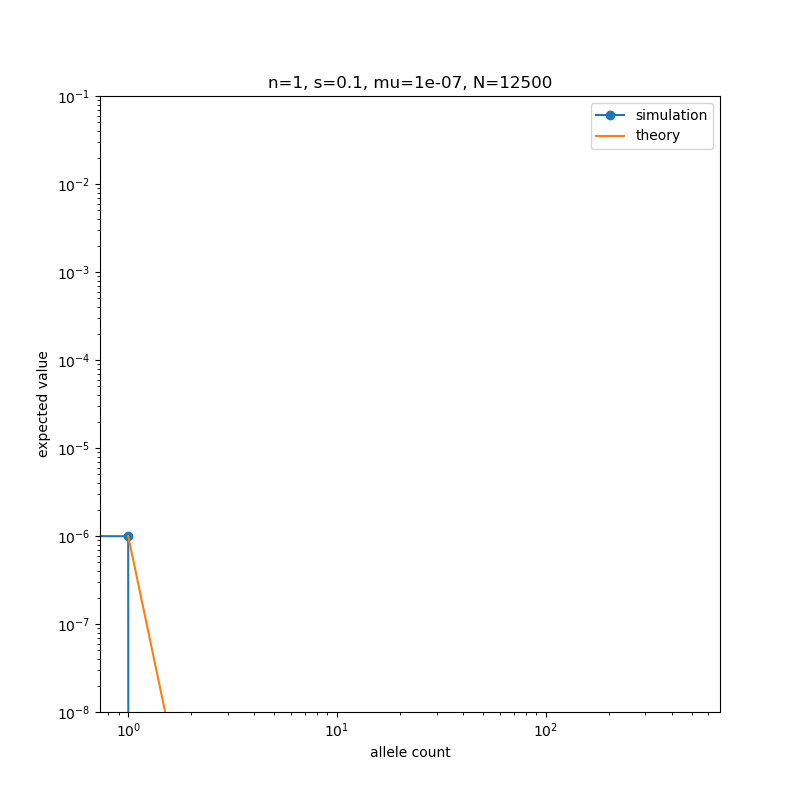 n=1, s=0.1, mu=1e-07, N=12500
simulation
theory
expected value
10⁻¹
10⁻²
10⁻³
10⁻⁴
10⁻⁵
10⁻⁶
10⁻⁷
10⁻⁸
10⁰
10¹
10²
allele count